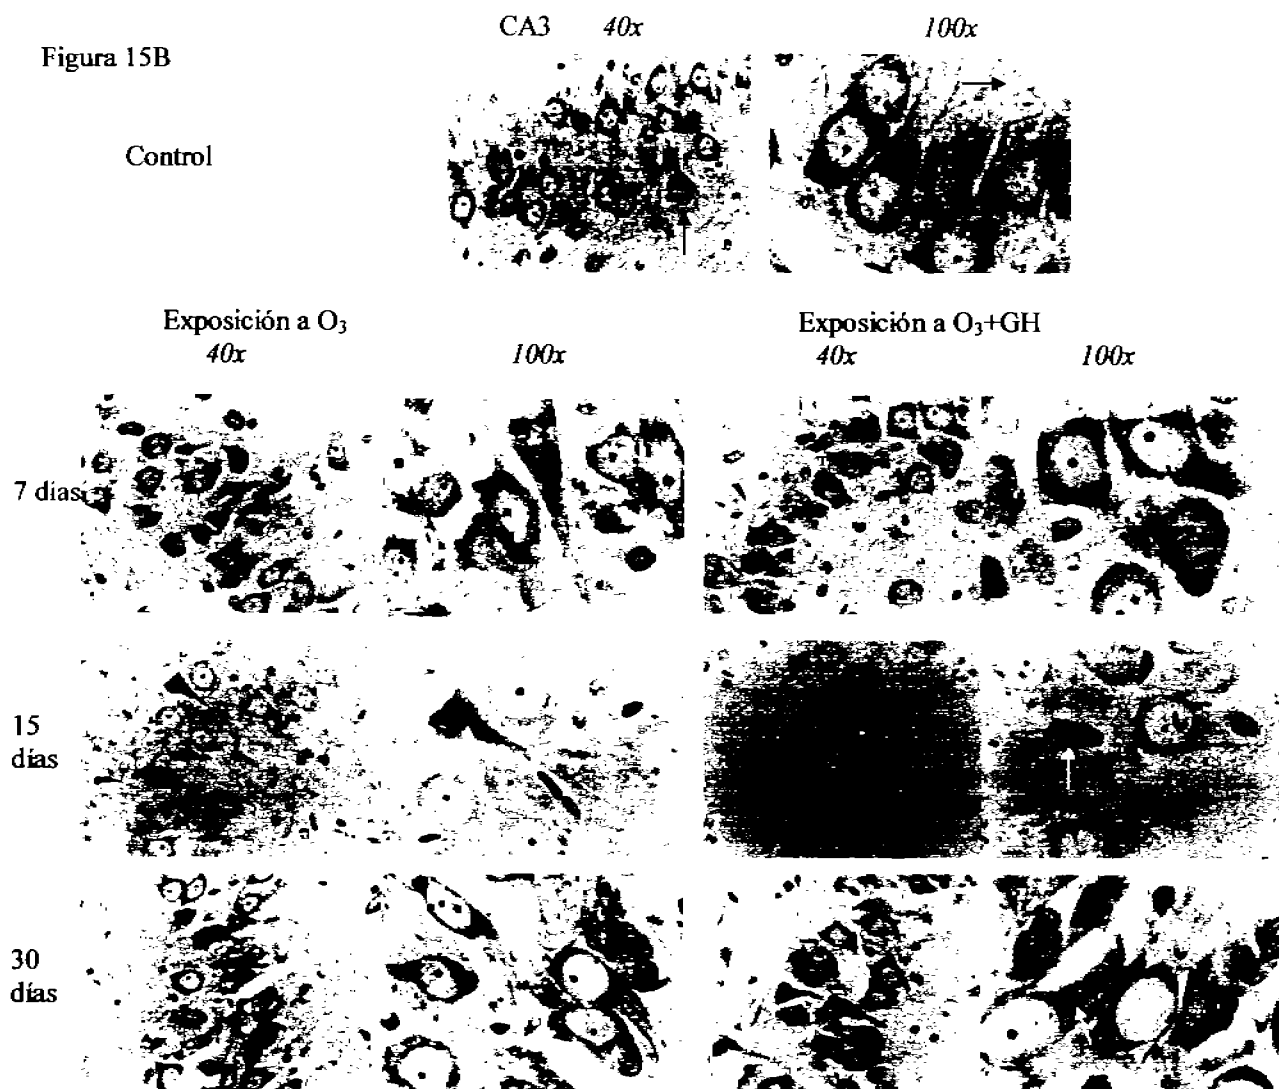 CA3 40x 100x
Figura 15B
Control
Exposición a O₃
40x 100x
Exposición a O₃+GH
40x 100x
7 días
15
días
30
días